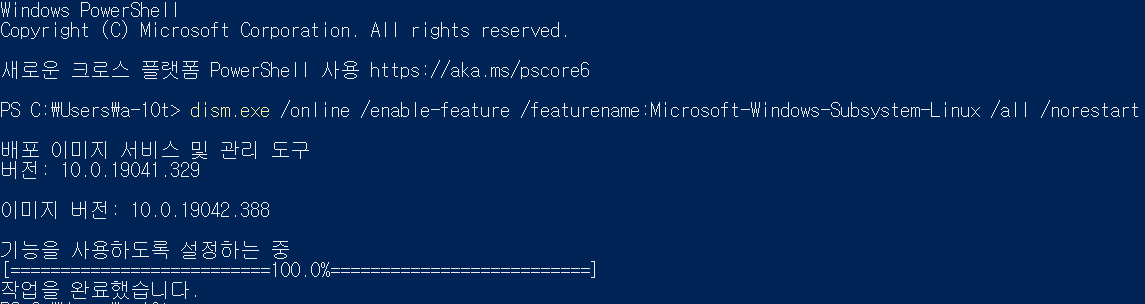 Windows PowerShell
Copyright (C) Microsoft Corporation. All rights reserved.
새로운 크로스 플랫폼 PowerShell 사용 https://aka.ms/pscore6
PS C:₩Users₩a-10t> dism.exe /online /enable-feature /featurename:Microsoft-Windows-Subsystem-Linux /all /norestart
배포 이미지 서비스 및 관리 도구
버전: 10.0.19041.329
이미지 버전: 10.0.19042.388
기능을 사용하도록 설정하는 중
[==========================100.0%==========================]
작업을 완료했습니다.